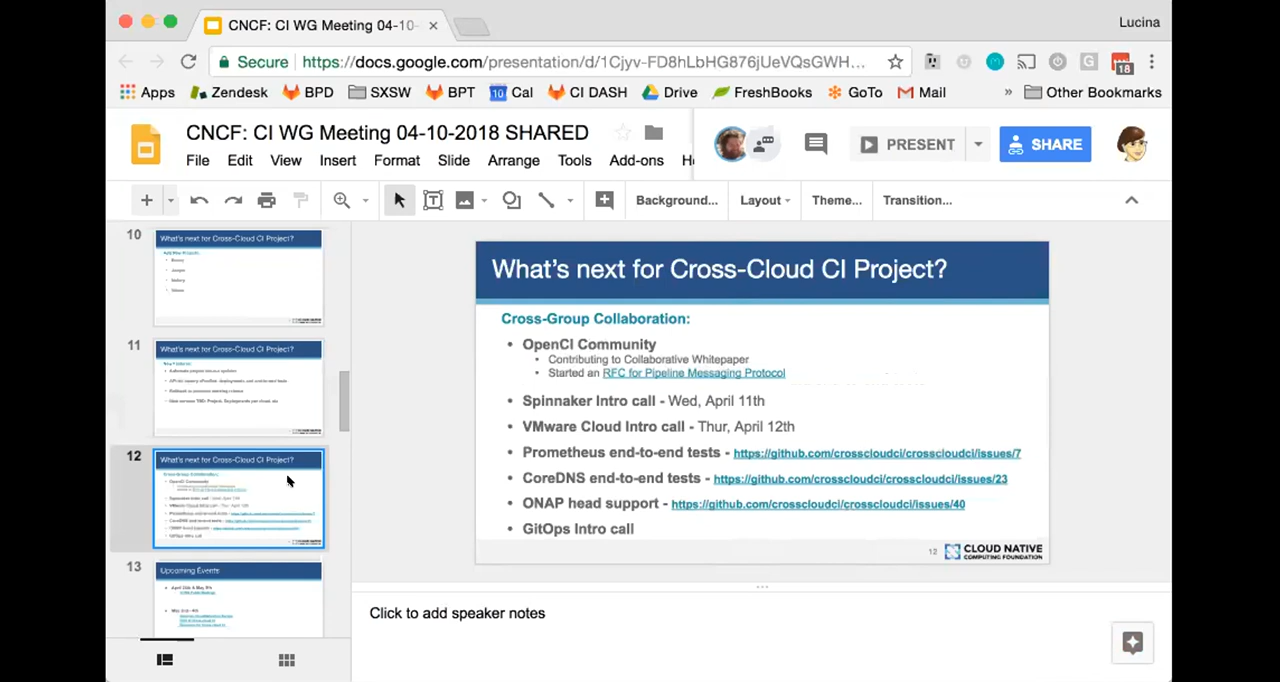 CNCF: CI WG Meeting 04-10-
Lucina
Secure https://docs.google.com/presentation/d/1Cjyv-FD8hLbHG876jUeVQsGWH...
18
Apps Zendesk BPD SXSW BPT 10 Cal CI DASH Drive FreshBooks GoTo Mail » Other Bookmarks
CNCF: CI WG Meeting 04-10-2018 SHARED
File Edit View Insert Format Slide Arrange Tools Add-ons
PRESENT
SHARE
Background... Layout Theme... Transition...
10
What's next for Cross-Cloud CI Project?
11
What's next for Cross-Cloud CI Project?
12
What's next for Cross-Cloud CI Project?
Cross-Group Collaboration:
OpenCI Community
13
Upcoming Events
What's next for Cross-Cloud CI Project?
Cross-Group Collaboration:
• OpenCI Community
• Contributing to Collaborative Whitepaper
• Started an RFC for Pipeline Messaging Protocol
• Spinnaker Intro call - Wed, April 11th
• VMware Cloud Intro call - Thur, April 12th
• Prometheus end-to-end tests - https://github.com/crosscloudci/crosscloudci/issues/7
• CoreDNS end-to-end tests - https://github.com/crosscloudci/crosscloudci/issues/23
• ONAP head support - https://github.com/crosscloudci/crosscloudci/issues/40
• GitOps Intro call
12
CLOUD NATIVE
COMPUTING FOUNDATION
Click to add speaker notes